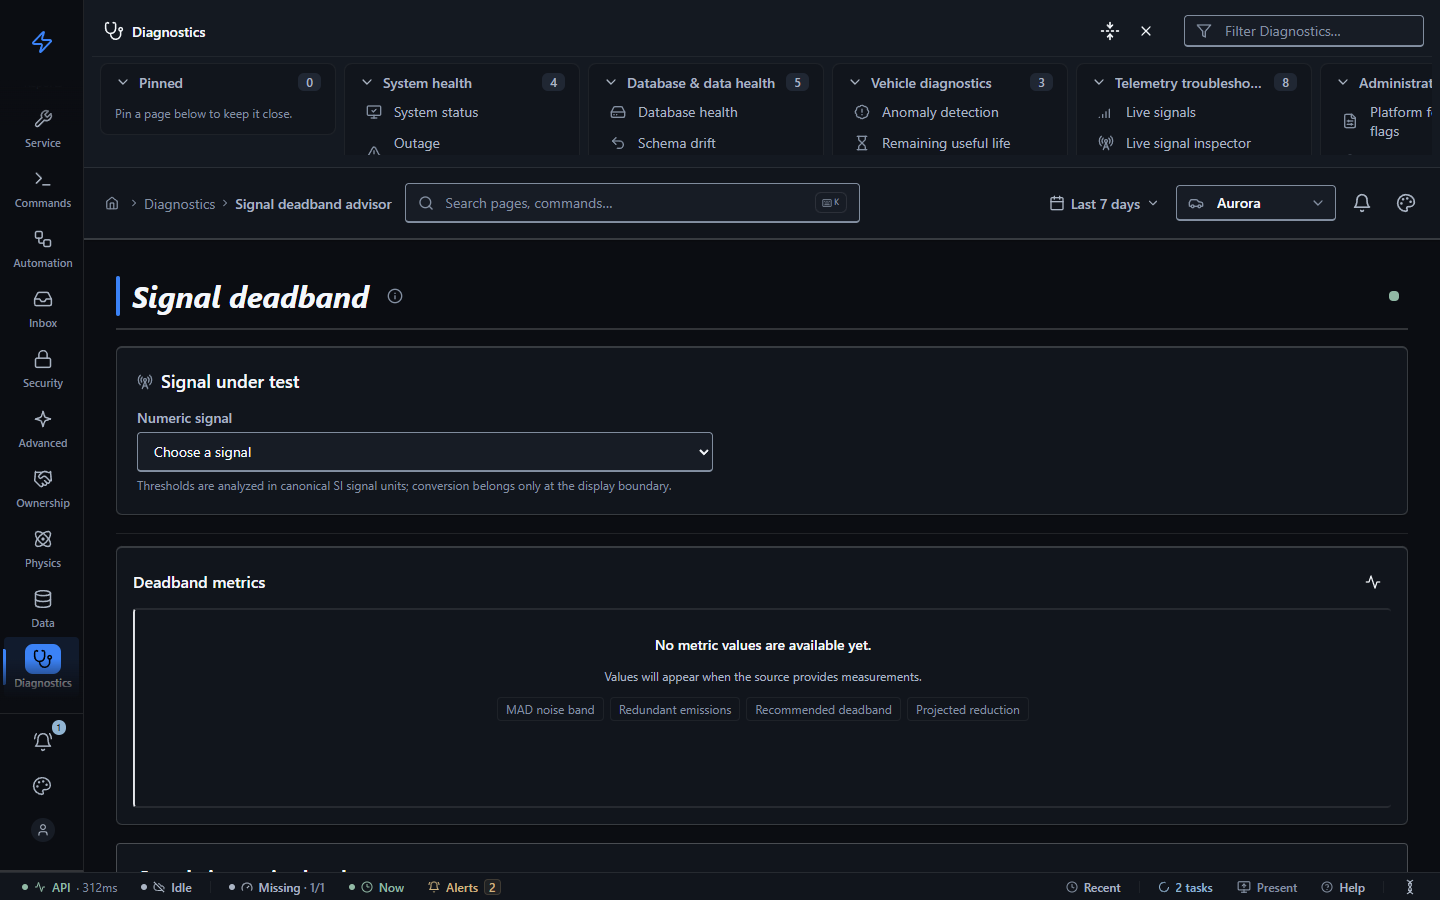 Diagnostics
Filter Diagnostics...
Pinned 0
Pin a page below to keep it close.
System health 4
System status
Outage
Database & data health 5
Database health
Schema drift
Vehicle diagnostics 3
Anomaly detection
Remaining useful life
Telemetry troublesho... 8
Live signals
Live signal inspector
Administrat
Platform f
flags
Service
Commands
Automation
Inbox
Security
Advanced
Ownership
Physics
Data
Diagnostics
1
Diagnostics
Signal deadband advisor
Search pages, commands...
K
Last 7 days
Aurora
Signal deadband
Signal under test
Numeric signal
Choose a signal
Thresholds are analyzed in canonical SI signal units; conversion belongs only at the display boundary.
Deadband metrics
No metric values are available yet.
Values will appear when the source provides measurements.
MAD noise band
Redundant emissions
Recommended deadband
Projected reduction
API · 312ms
Idle
Missing · 1/1
Now
Alerts 2
Recent
2 tasks
Present
Help